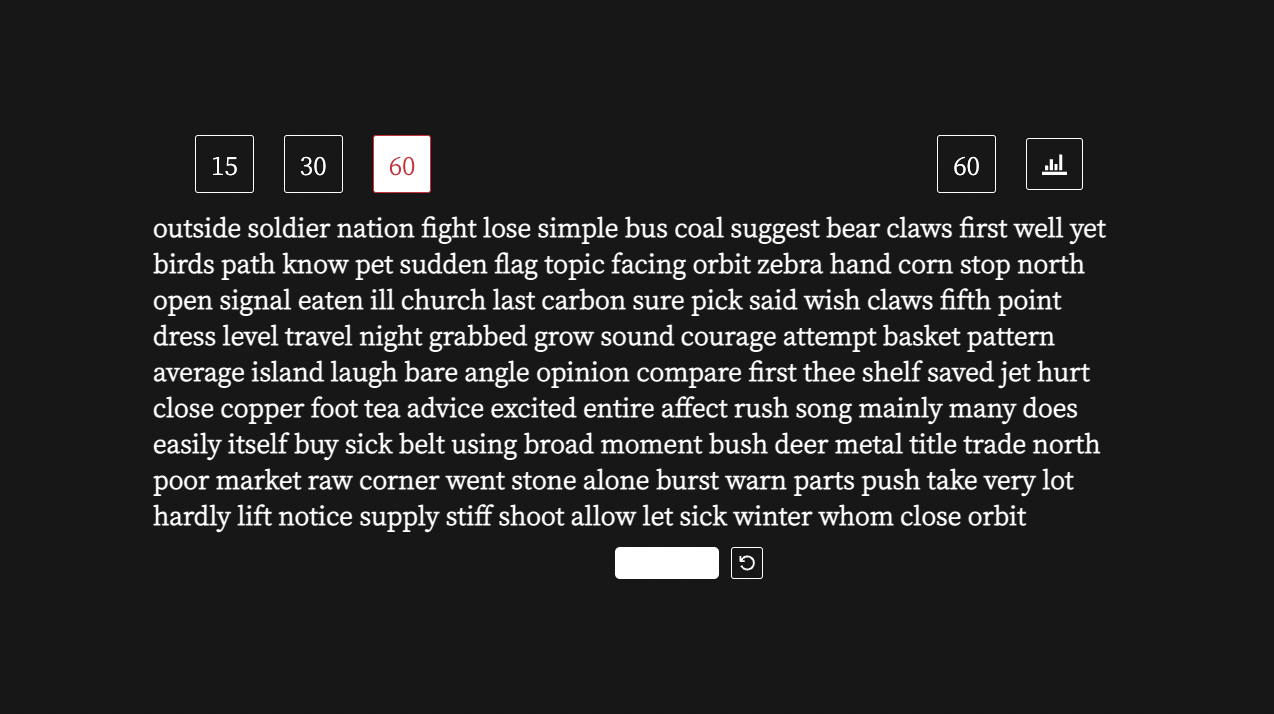 15 30 60 60
outside soldier nation fight lose simple bus coal suggest bear claws first well yet
birds path know pet sudden flag topic facing orbit zebra hand corn stop north
open signal eaten ill church last carbon sure pick said wish claws fifth point
dress level travel night grabbed grow sound courage attempt basket pattern
average island laugh bare angle opinion compare first thee shelf saved jet hurt
close copper foot tea advice excited entire affect rush song mainly many does
easily itself buy sick belt using broad moment bush deer metal title trade north
poor market raw corner went stone alone burst warn parts push take very lot
hardly lift notice supply stiff shoot allow let sick winter whom close orbit